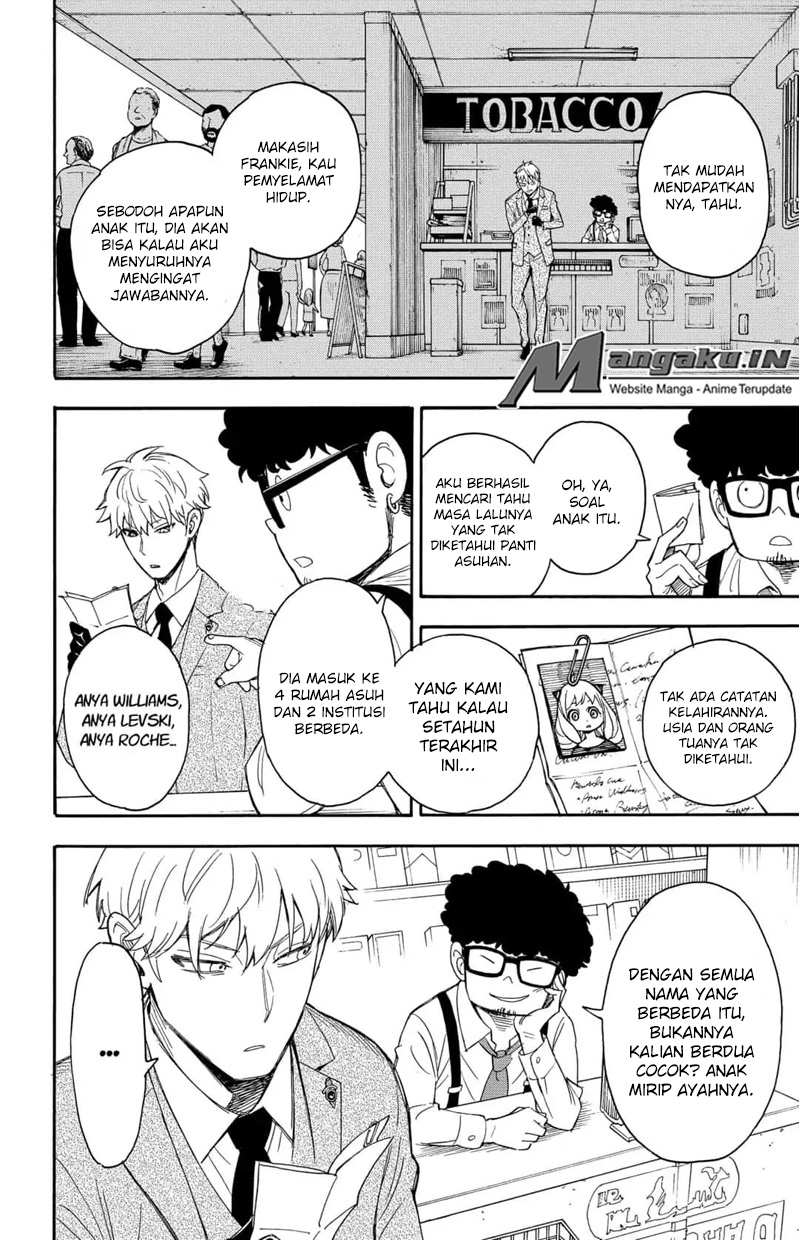 TOBACCO
TAK MUDAH
MENDAPATKAN
NYA, TAHU.
MAKASIH
FRANKIE, KAU
PEMYELAMAT
HIDUP.
SEBODOH APAPUN
ANAK ITU, DIA AKAN
BISA KALAU AKU
MENYURUHNYA
MENGINGAT
JAWABANNYA.
Mangaku.IN
Website Manga - Anime Terupdate
OH, YA,
SOAL
ANAK ITU.
AKU BERHASIL
MENCARI TAHU
MASA LALUNYA
YANG TAK
DIKETAHUI PANTI
ASUHAN.
TAK ADA CATATAN
KELAHIRANNYA.
USIA DAN ORANG
TUANYA TAK
DIKETAHUI.
YANG KAMI
TAHU KALAU
SETAHUN
TERAKHIR
INI...
DIA MASUK KE
4 RUMAH ASUH
DAN 2 INSTITUSI
BERBEDA.
ANYA WILLIAMS,
ANYA LEVSKI,
ANYA ROCHE...
DENGAN SEMUA
NAMA YANG
BERBEDA ITU,
BUKANNYA
KALIAN BERDUA
COCOK? ANAK
MIRIP AYAHNYA.
...